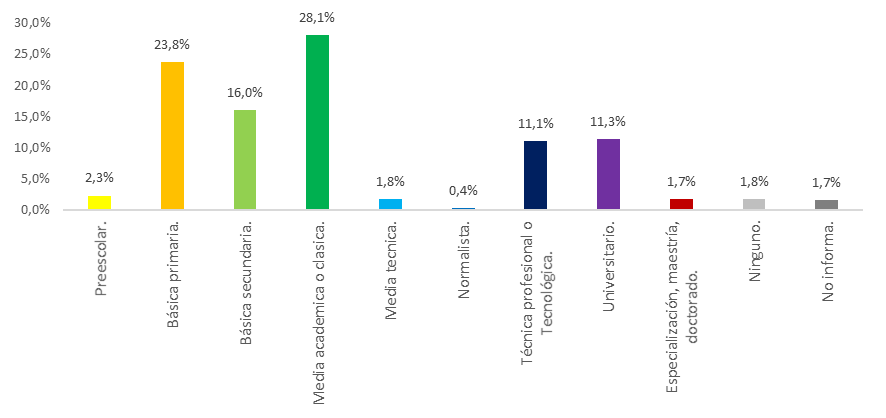 30,0%
25,0%
20,0%
15,0%
10,0%
5,0%
0,0%
2,3%
23,8%
16,0%
28,1%
1,8%
0,4%
11,1%
11,3%
1,7%
1,8%
1,7%
Preescolar.
Básica primaria.
Básica secundaria.
Media academica o clasica.
Media tecnica.
Normalista.
Técnica profesional o
Tecnológica.
Universitario.
Especialización, maestría,
doctorado.
Ninguno.
No informa.